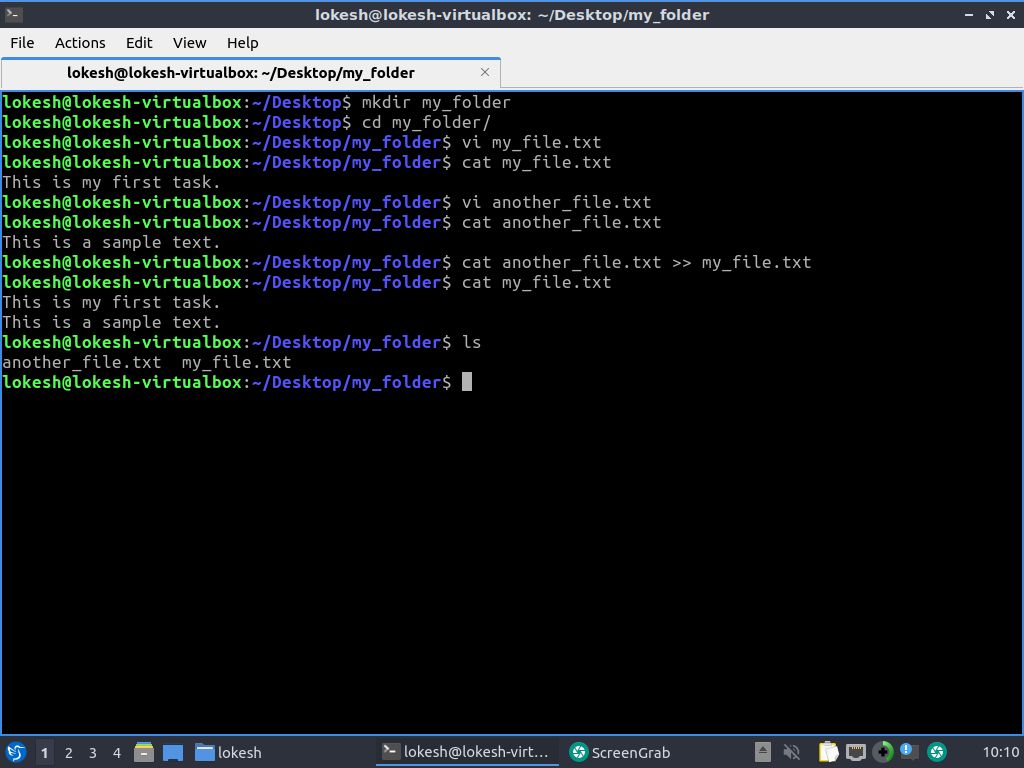 lokesh@lokesh-virtualbox: ~/Desktop/my_folder
File Actions Edit View Help
lokesh@lokesh-virtualbox: ~/Desktop/my_folder
lokesh@lokesh-virtualbox:~/Desktop$ mkdir my_folder
lokesh@lokesh-virtualbox:~/Desktop$ cd my_folder/
lokesh@lokesh-virtualbox:~/Desktop/my_folder$ vi my_file.txt
lokesh@lokesh-virtualbox:~/Desktop/my_folder$ cat my_file.txt
This is my first task.
lokesh@lokesh-virtualbox:~/Desktop/my_folder$ vi another_file.txt
lokesh@lokesh-virtualbox:~/Desktop/my_folder$ cat another_file.txt
This is a sample text.
lokesh@lokesh-virtualbox:~/Desktop/my_folder$ cat another_file.txt >> my_file.txt
lokesh@lokesh-virtualbox:~/Desktop/my_folder$ cat my_file.txt
This is my first task.
This is a sample text.
lokesh@lokesh-virtualbox:~/Desktop/my_folder$ ls
another_file.txt  my_file.txt
lokesh@lokesh-virtualbox:~/Desktop/my_folder$
1 2 3 4 lokesh lokesh@lokesh-virt... ScreenGrab 10:10